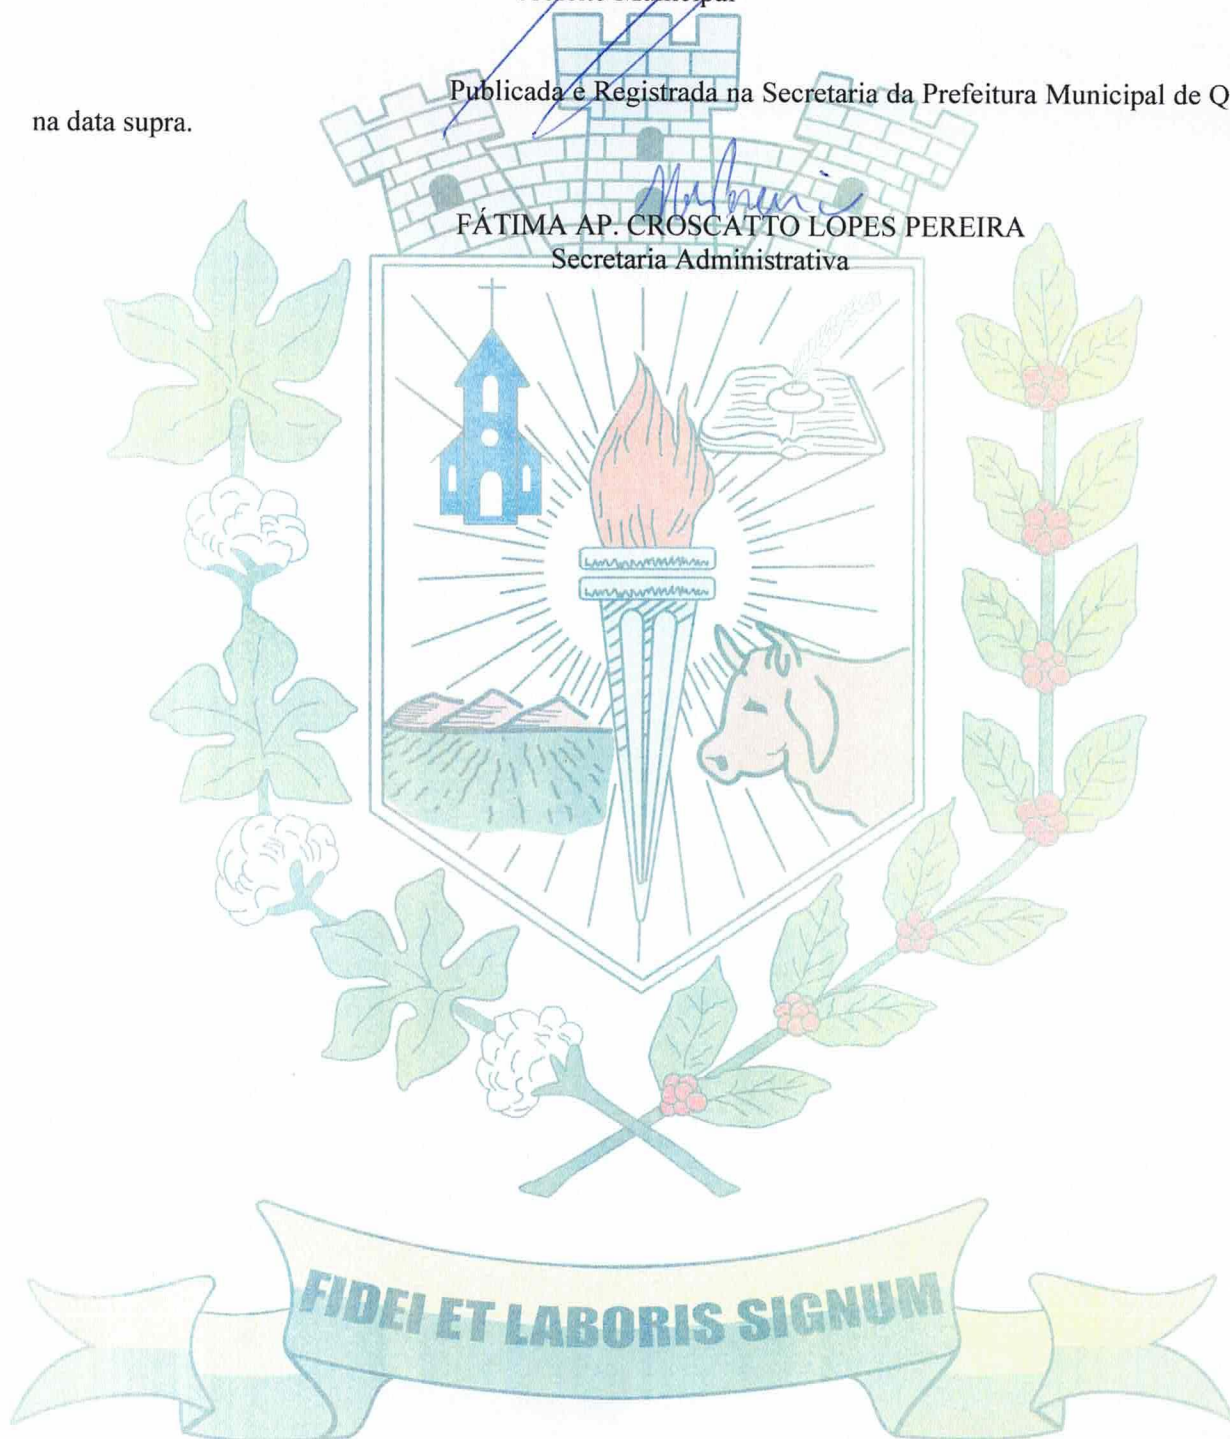 Municipal
Publicada e Registrada na Secretaria da Prefeitura Municipal de Q
na data supra.
FÁTIMA AP. CROSCATTO LOPES PEREIRA
Secretaria Administrativa
FIDEI ET LABORIS SIGNUM